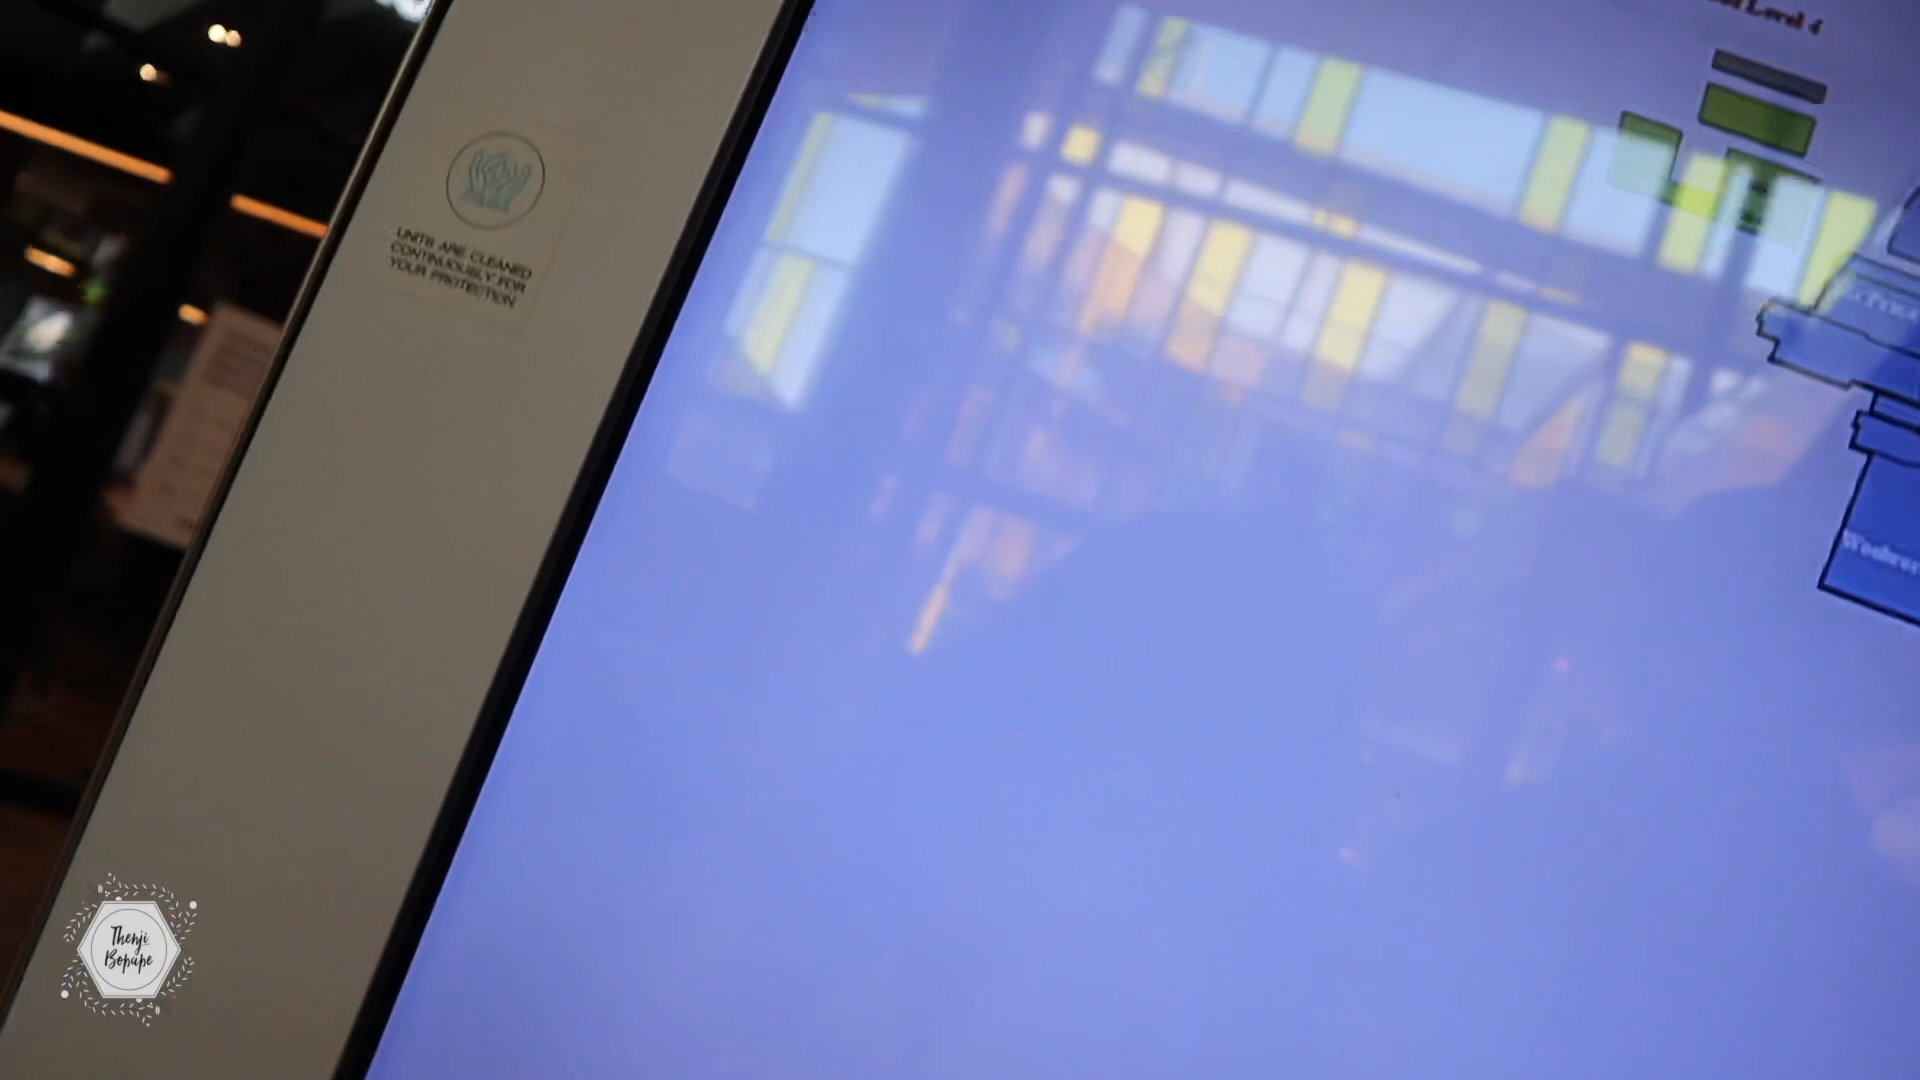 Level 4
UNITS ARE CLEANED
CONTINUOUSLY FOR
YOUR PROTECTION
Thenji
Bopape